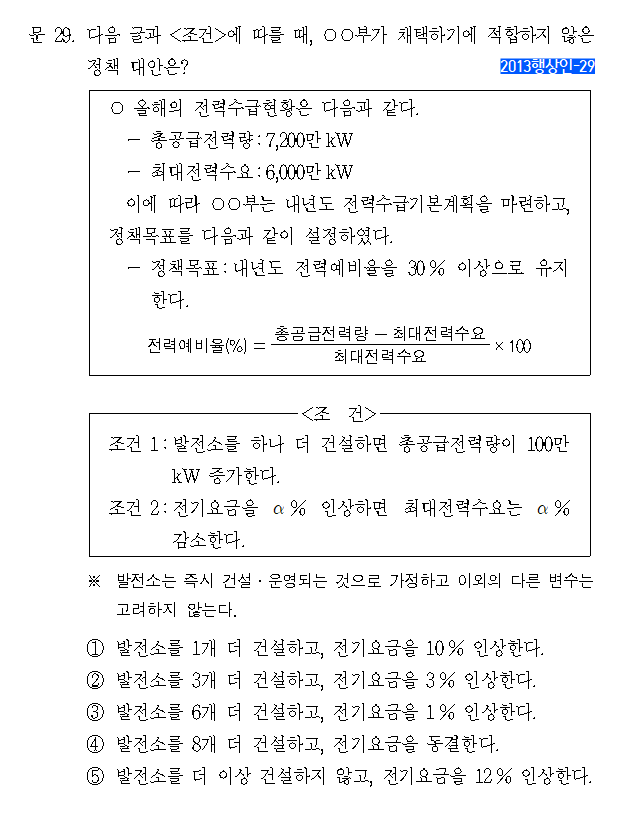 문 29. 다음 글과 <조건>에 따를 때, ○○부가 채택하기에 적합하지 않은
정책 대안은?
2013행상인-29
○ 올해의 전력수급현황은 다음과 같다.
- 총공급전력량:7,200만 kW
- 최대전력수요:6,000만 kW
이에 따라 ○○부는 내년도 전력수급기본계획을 마련하고,
정책목표를 다음과 같이 설정하였다.
- 정책목표:내년도 전력예비율을 30% 이상으로 유지
한다.
전력예비율(%) = (총공급전력량 - 최대전력수요) / 최대전력수요 × 100
<조 건>
조건 1:발전소를 하나 더 건설하면 총공급전력량이 100만
kW 증가한다.
조건 2:전기요금을 α% 인상하면 최대전력수요는 α%
감소한다.
※ 발전소는 즉시 건설·운영되는 것으로 가정하고 이외의 다른 변수는
고려하지 않는다.
① 발전소를 1개 더 건설하고, 전기요금을 10% 인상한다.
② 발전소를 3개 더 건설하고, 전기요금을 3% 인상한다.
③ 발전소를 6개 더 건설하고, 전기요금을 1% 인상한다.
④ 발전소를 8개 더 건설하고, 전기요금을 동결한다.
⑤ 발전소를 더 이상 건설하지 않고, 전기요금을 12% 인상한다.